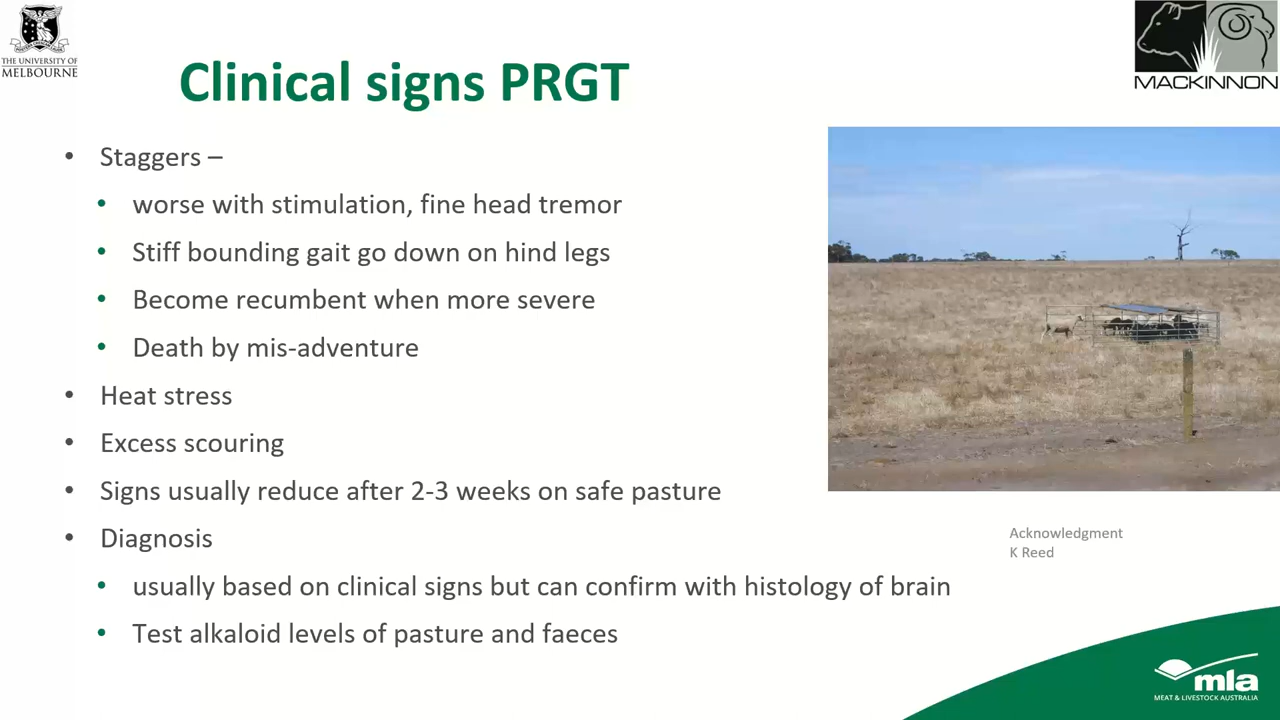 THE UNIVERSITY OF
MELBOURNE
MACKINNON
Clinical signs PRGT
• Staggers –
• worse with stimulation, fine head tremor
• Stiff bounding gait go down on hind legs
• Become recumbent when more severe
• Death by mis-adventure
• Heat stress
• Excess scouring
• Signs usually reduce after 2-3 weeks on safe pasture
• Diagnosis
• usually based on clinical signs but can confirm with histology of brain
• Test alkaloid levels of pasture and faeces
Acknowledgment
K Reed
mla
MEAT & LIVESTOCK AUSTRALIA